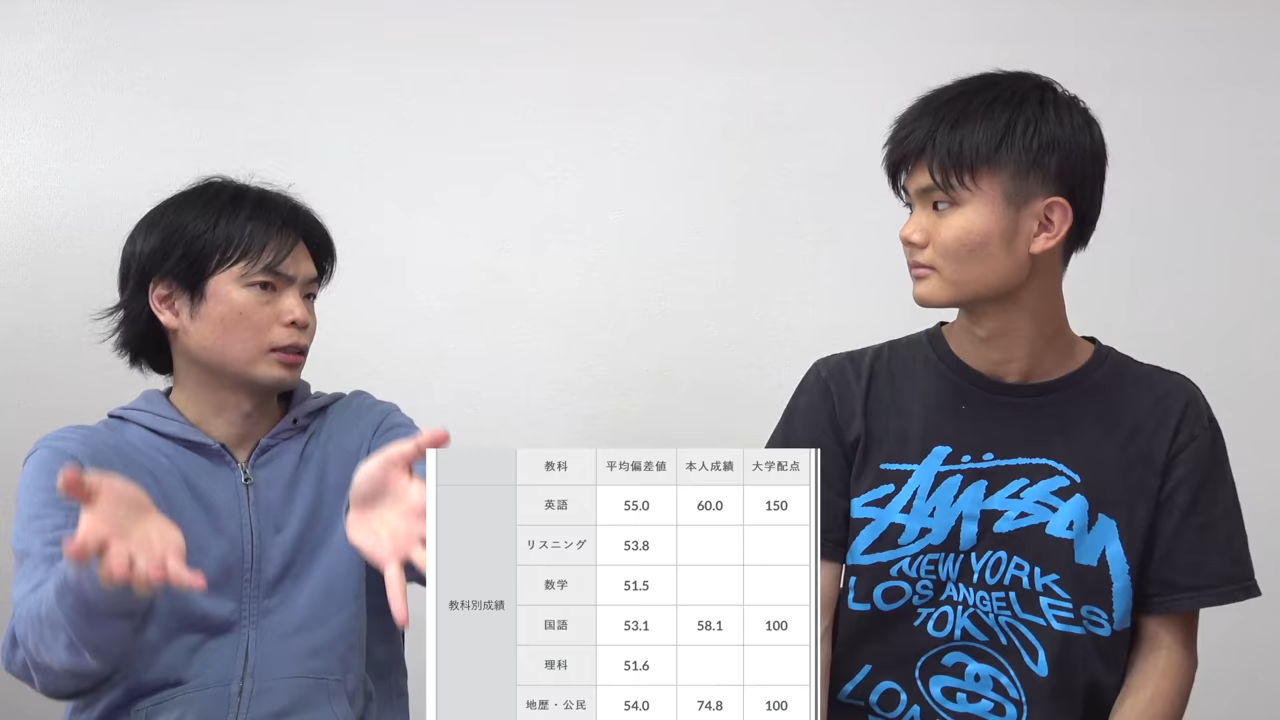 教科 平均偏差値 本人成績 大学配点
英語 55.0 60.0 150
リスニング 53.8
数学 51.5
教科別成績
国語 53.1 58.1 100
理科 51.6
地歴・公民 54.0 74.8 100
STÜSSY
NEW YORK
LOS ANGELES
TOKYO
LON